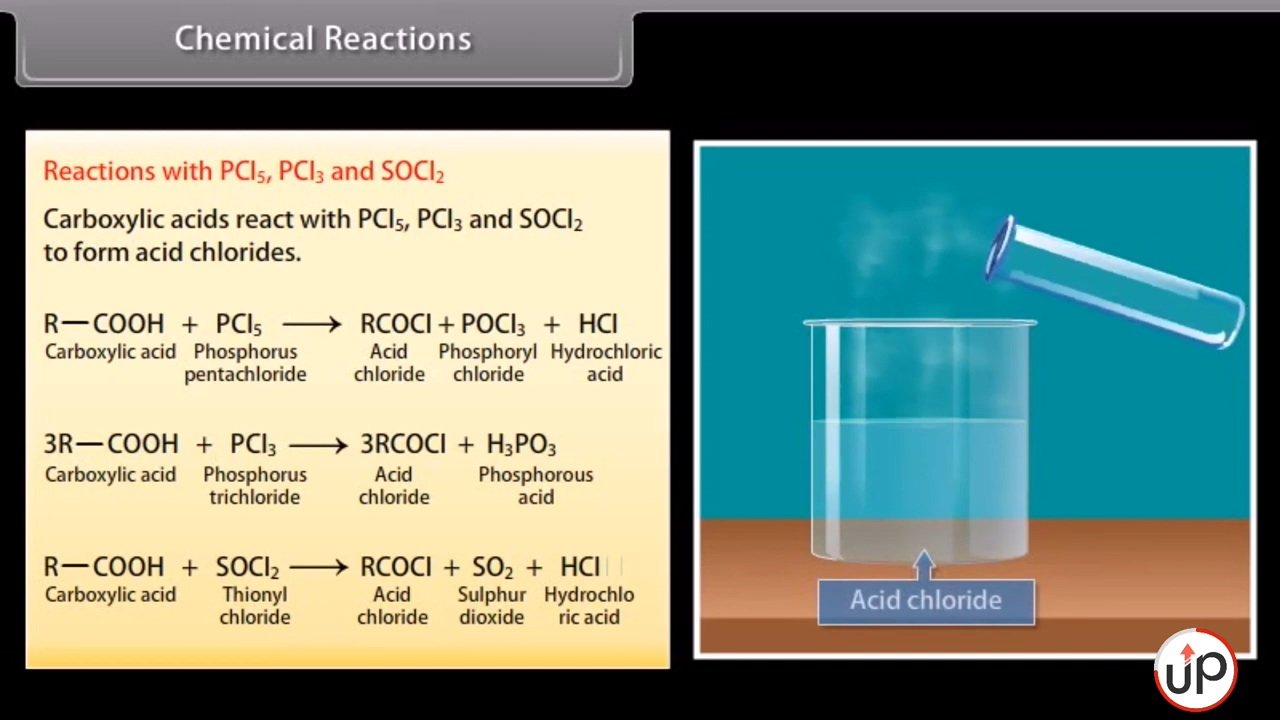 Chemical Reactions
Reactions with PCl₅, PCl₃ and SOCl₂
Carboxylic acids react with PCl₅, PCl₃ and SOCl₂
to form acid chlorides.
R—COOH + PCl₅ ⟶ RCOCl + POCl₃ + HCl
Carboxylic acid Phosphorus Acid Phosphoryl Hydrochloric
pentachloride chloride chloride acid
3R—COOH + PCl₃ ⟶ 3RCOCl + H₃PO₃
Carboxylic acid Phosphorus Acid Phosphorous
trichloride chloride acid
R—COOH + SOCl₂ ⟶ RCOCl + SO₂ + HCl
Carboxylic acid Thionyl Acid Sulphur Hydrochlo
chloride chloride dioxide ric acid
Acid chloride
UP